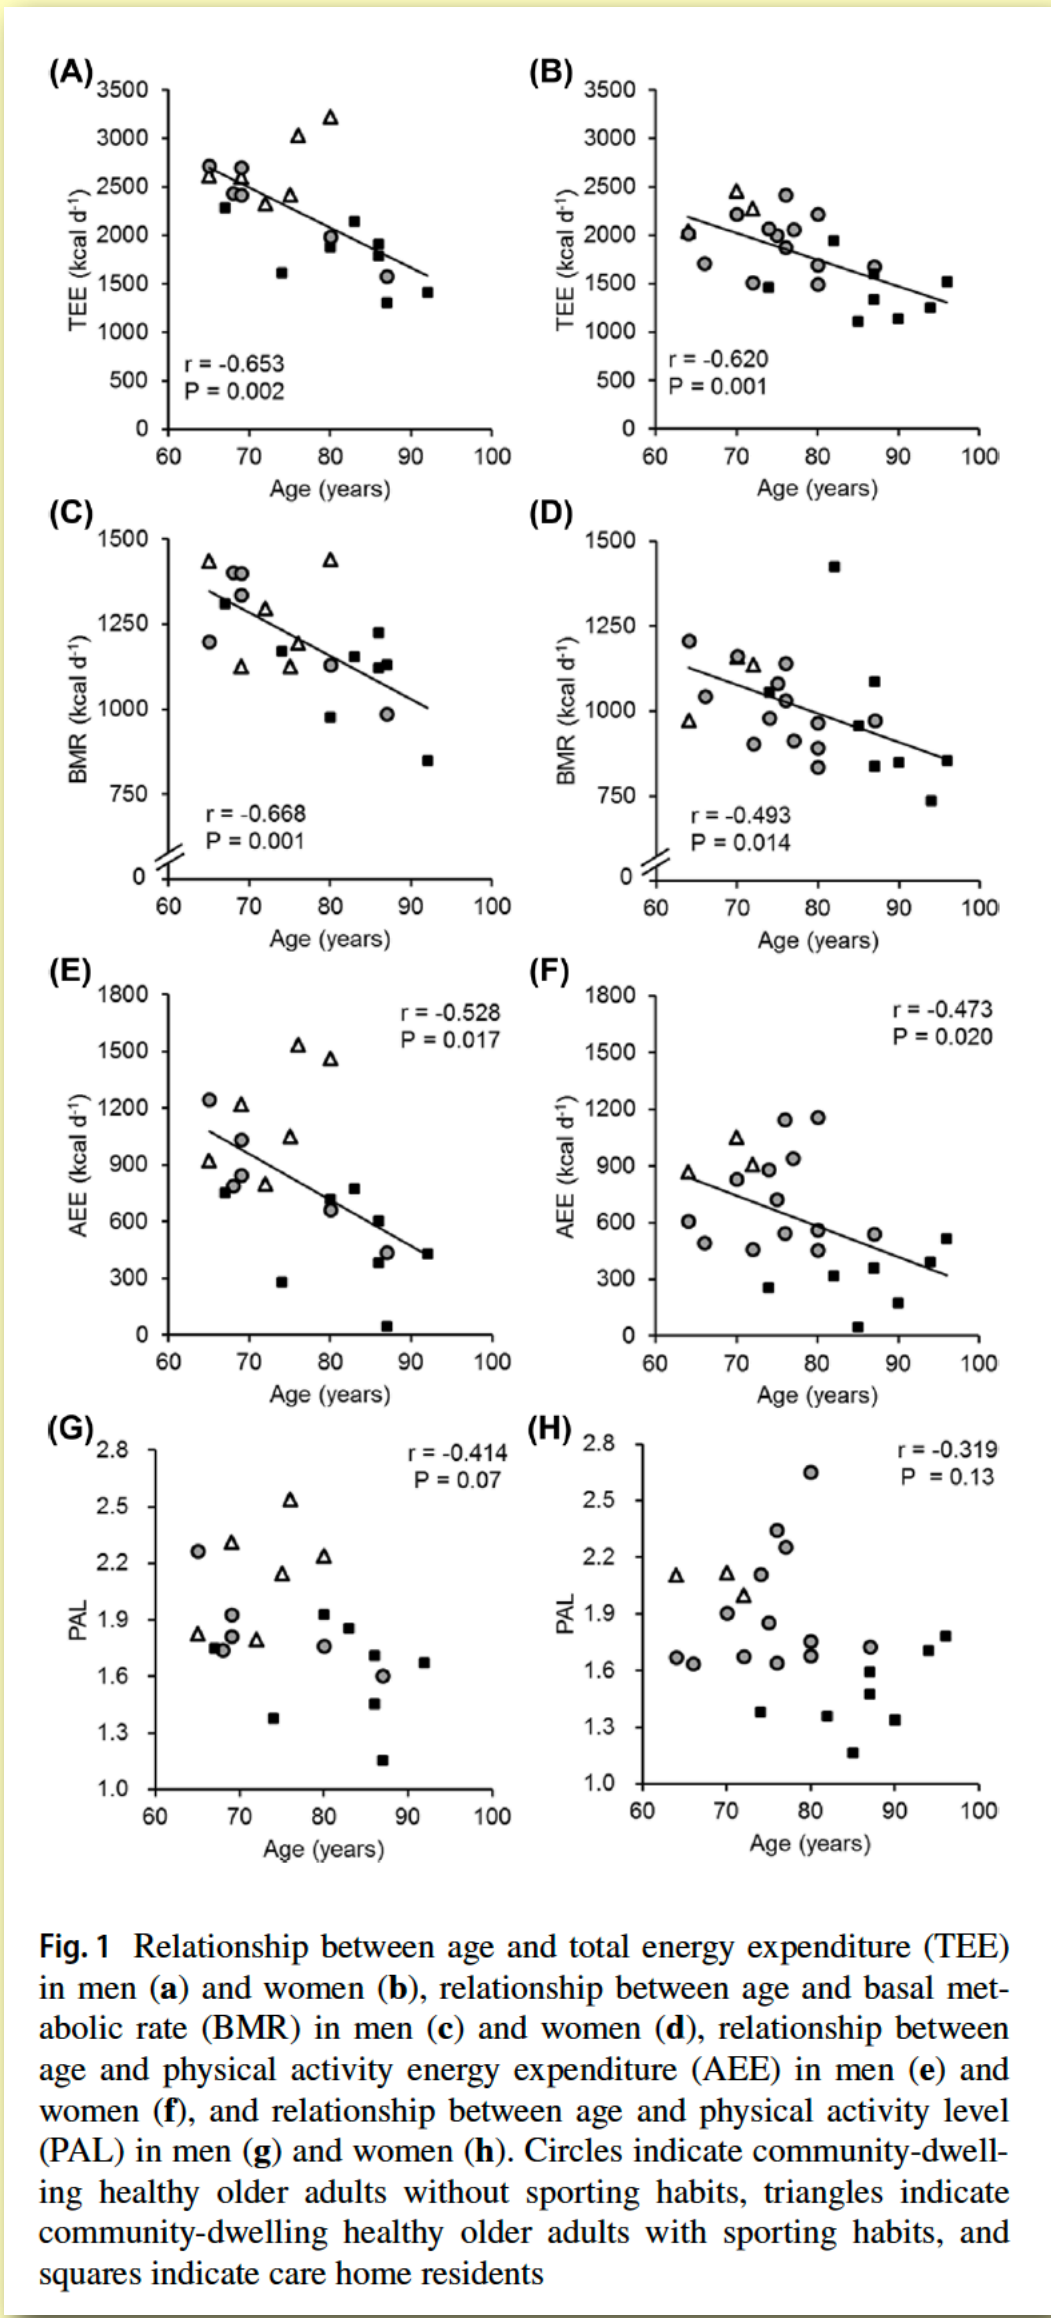 (A)
3500
3000
2500
2000
1500
1000
500
0
TEE (kcal d-1)
r = -0.653
P = 0.002
60 70 80 90 100
Age (years)
(B)
3500
3000
2500
2000
1500
1000
500
0
TEE (kcal d-1)
r = -0.620
P = 0.001
60 70 80 90 100
Age (years)
(C)
1500
1250
1000
750
0
BMR (kcal d-1)
r = -0.668
P = 0.001
60 70 80 90 100
Age (years)
(D)
1500
1250
1000
750
0
BMR (kcal d-1)
r = -0.493
P = 0.014
60 70 80 90 100
Age (years)
(E)
1800
1500
1200
900
600
300
0
AEE (kcal d-1)
r = -0.528
P = 0.017
60 70 80 90 100
Age (years)
(F)
1800
1500
1200
900
600
300
0
AEE (kcal d-1)
r = -0.473
P = 0.020
60 70 80 90 100
Age (years)
(G)
2.8
2.5
2.2
1.9
1.6
1.3
1.0
PAL
r = -0.414
P = 0.07
60 70 80 90 100
Age (years)
(H)
2.8
2.5
2.2
1.9
1.6
1.3
1.0
PAL
r = -0.319
P = 0.13
60 70 80 90 100
Age (years)
Fig. 1 Relationship between age and total energy expenditure (TEE)
in men (a) and women (b), relationship between age and basal met-
abolic rate (BMR) in men (c) and women (d), relationship between
age and physical activity energy expenditure (AEE) in men (e) and
women (f), and relationship between age and physical activity level
(PAL) in men (g) and women (h). Circles indicate community-dwell-
ing healthy older adults without sporting habits, triangles indicate
community-dwelling healthy older adults with sporting habits, and
squares indicate care home residents